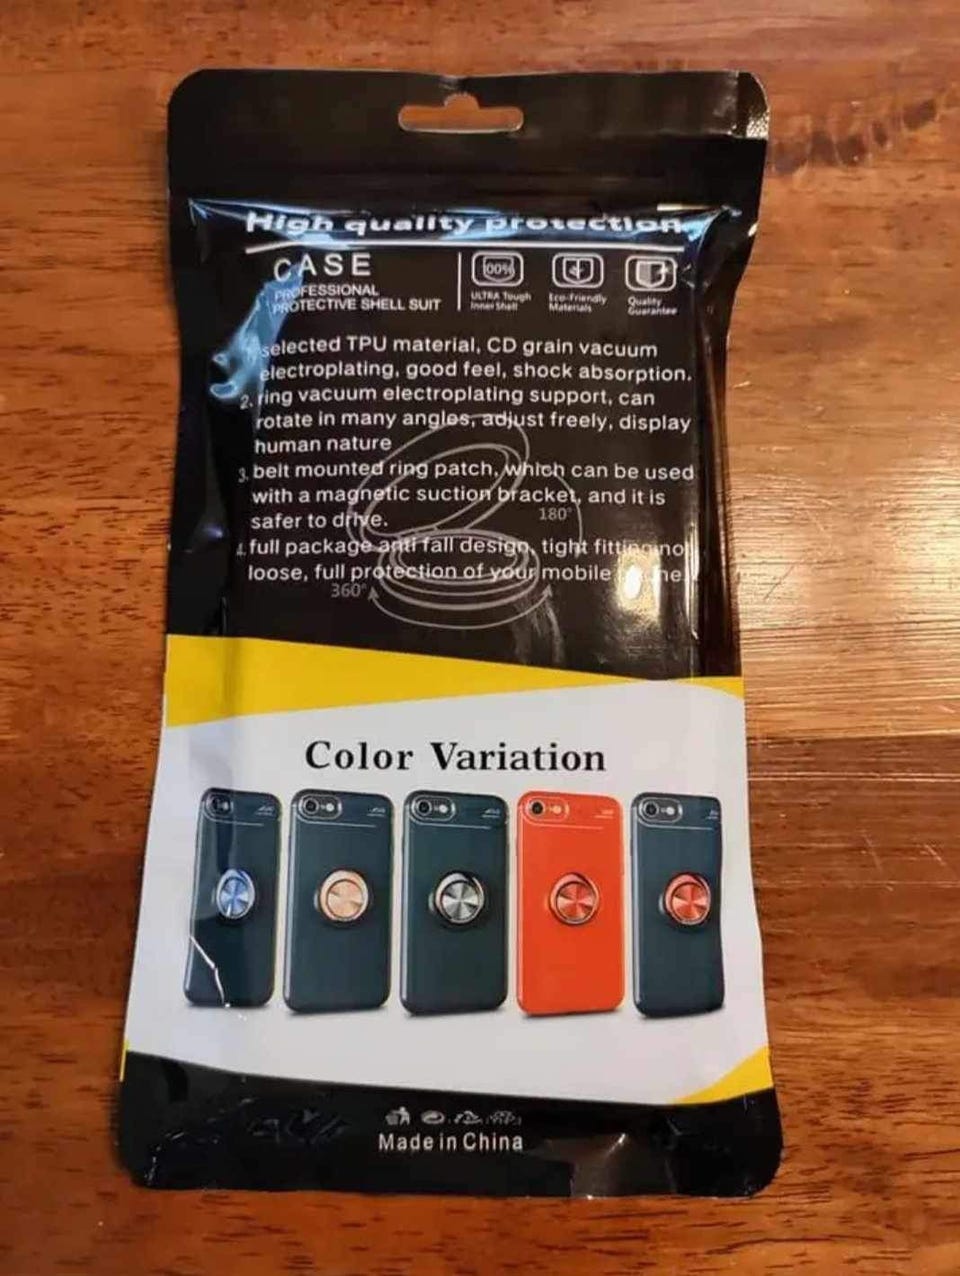 High quality protection
CASE
PROFESSIONAL
PROTECTIVE SHELL SUIT
100%
ULTRA Tough
Inner Shell
Eco-Friendly
Materials
Quality
Guarantee
selected TPU material, CD grain vacuum
electroplating, good feel, shock absorption.
2. ring vacuum electroplating support, can
rotate in many angles, adjust freely, display
human nature
3. belt mounted ring patch, which can be used
with a magnetic suction bracket, and it is
safer to drive.
4. full package anti fall design, tight fitting no
loose, full protection of your mobile
180°
360°
Color Variation
Made in China